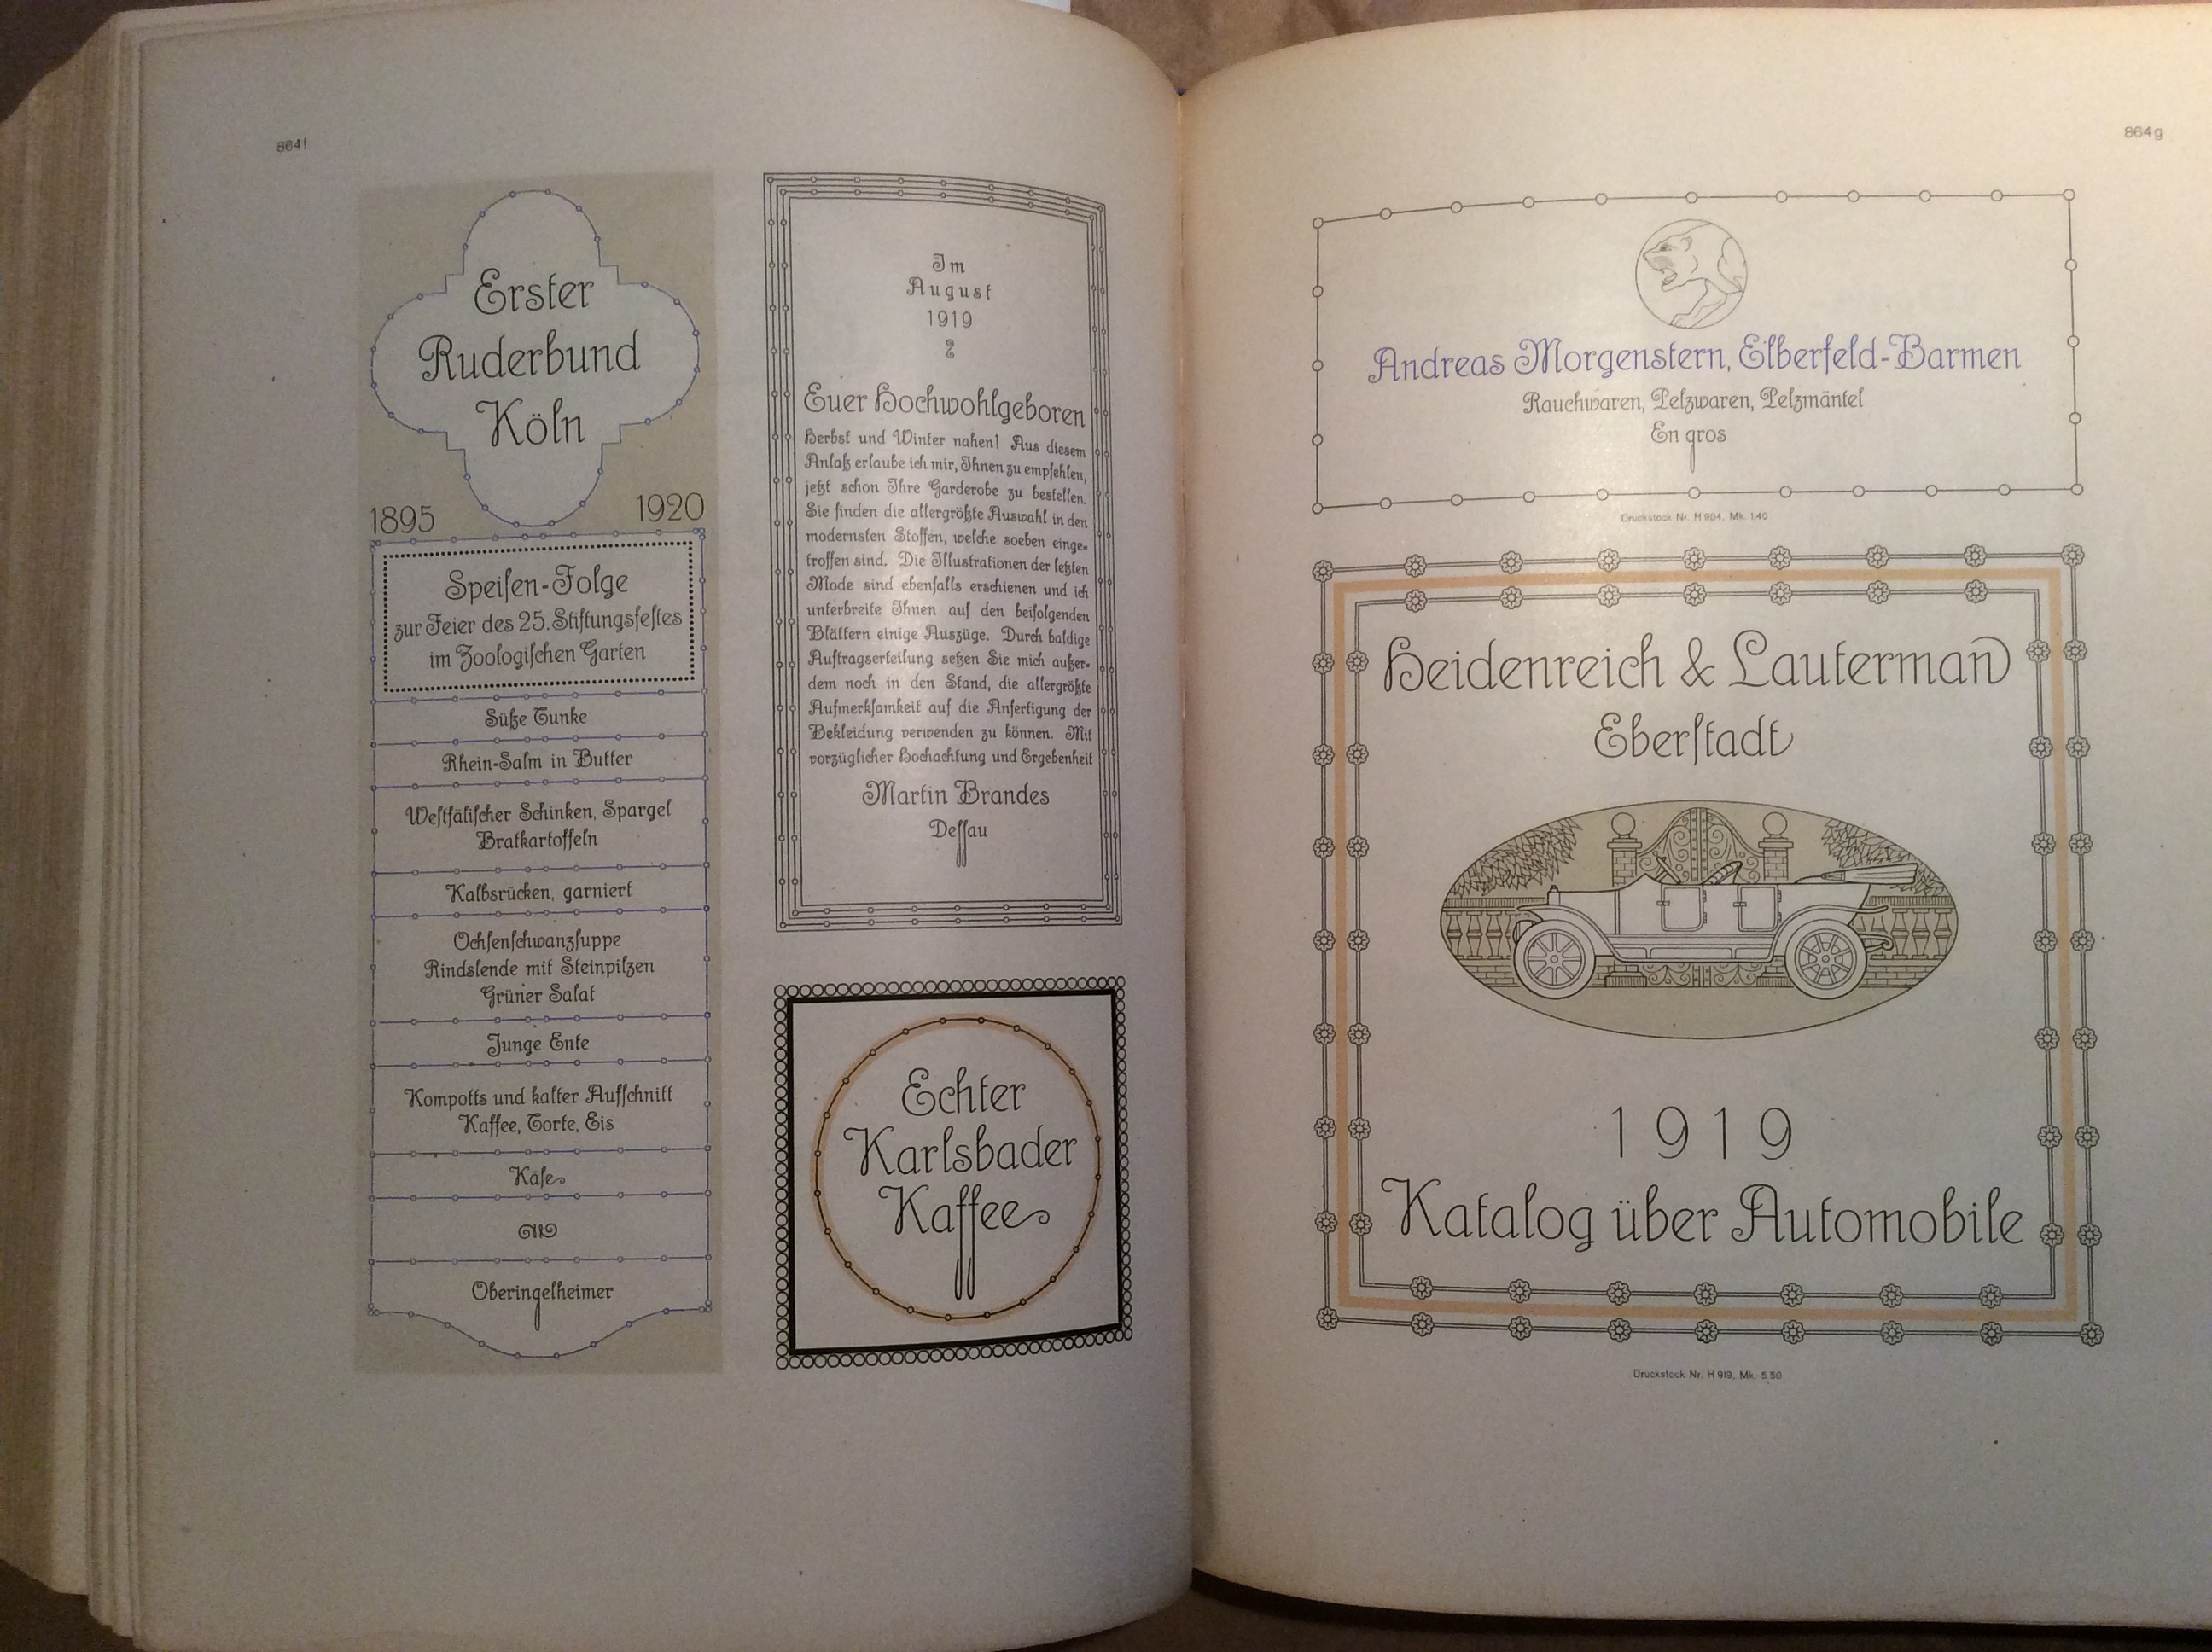 864f
Erster
Ruderbund
Köln
1895 1920
Speiſen-Folge
zur Feier des 25. Stiftungsfeſtes
im Zoologiſchen Garten
Süße Tunke
Rhein-Salm in Butter
Weſtfäliſcher Schinken, Spargel
Bratkartoffeln
Kalbsrücken, garniert
Ochſenſchwanzſuppe
Rindslende mit Steinpilzen
Grüner Salat
Junge Ente
Kompotts und kalter Aufſchnitt
Kaffee, Torte, Eis
Käſe
Oberingelheimer
Im
August
1919
Euer Hochwohlgeboren
Herbst und Winter nahen! Aus diesem
Anlaß erlaube ich mir, Ihnen zu empfehlen,
jetzt schon Ihre Garderobe zu bestellen.
Sie finden die allergrößte Auswahl in den
modernsten Stoffen, welche soeben einge-
troffen sind. Die Illustrationen der letzten
Mode sind ebenfalls erschienen und ich
unterbreite Ihnen auf den beifolgenden
Blättern einige Auszüge. Durch baldige
Auftragserteilung setzen Sie mich außer-
dem noch in den Stand, die allergrößte
Aufmerkſamkeit auf die Anfertigung der
Bekleidung verwenden zu können. Mit
vorzüglicher Hochachtung und Ergebenheit
Martin Brandes
Deſſau
Echter
Karlsbader
Kaffee
864g
Andreas Morgenstern, Elberfeld-Barmen
Rauchwaren, Pelzwaren, Pelzmäntel
En gros
Druckstock Nr. H 904, Mk. 1.40
Heidenreich & Lauterman
Eberſtadt
1919
Katalog über Automobile
Druckstock Nr. H 919, Mk. 5.50